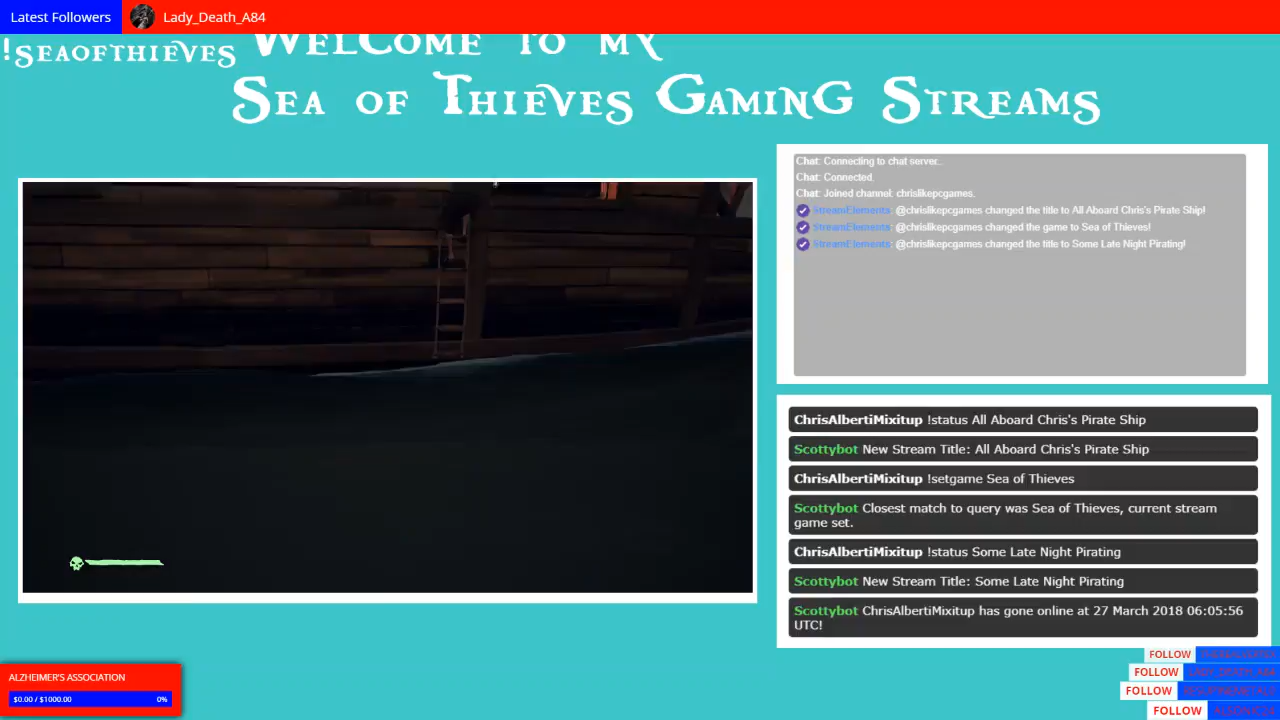 Latest Followers Lady_Death_A84
!Seaofthieves
Welcome to my
Sea of Thieves Gaming Streams
Chat: Connecting to chat server..
Chat: Connected.
Chat: Joined channel: chrislikepcgames.
StreamElements @chrislikepcgames changed the title to All Aboard Chris's Pirate Ship!
StreamElements @chrislikepcgames changed the game to Sea of Thieves!
StreamElements @chrislikepcgames changed the title to Some Late Night Pirating!
ChrisAlbertiMixitup !status All Aboard Chris's Pirate Ship
Scottybot New Stream Title: All Aboard Chris's Pirate Ship
ChrisAlbertiMixitup !setgame Sea of Thieves
Scottybot Closest match to query was Sea of Thieves, current stream
game set.
ChrisAlbertiMixitup !status Some Late Night Pirating
Scottybot New Stream Title: Some Late Night Pirating
Scottybot ChrisAlbertiMixitup has gone online at 27 March 2018 06:05:56
UTC!
FOLLOW
FOLLOW LADY_DEATH_A84
FOLLOW
FOLLOW
ALZHEIMER'S ASSOCIATION
$0.00 / $1000.00 0%